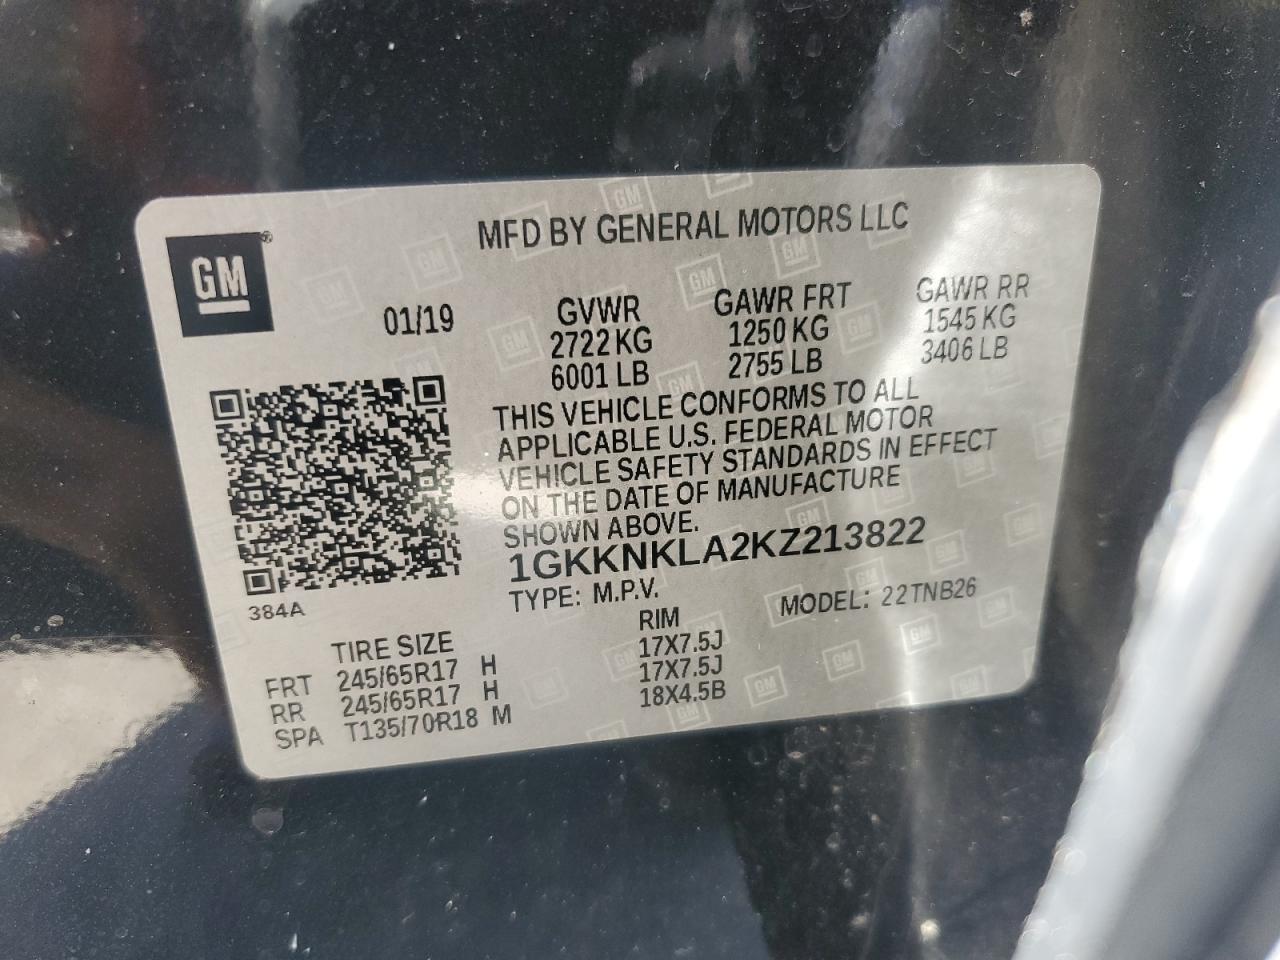 GM
MFD BY GENERAL MOTORS LLC
01/19
GVWR GAWR FRT GAWR RR
2722 KG 1250 KG 1545 KG
6001 LB 2755 LB 3406 LB
THIS VEHICLE CONFORMS TO ALL
APPLICABLE U.S. FEDERAL MOTOR
VEHICLE SAFETY STANDARDS IN EFFECT
ON THE DATE OF MANUFACTURE
SHOWN ABOVE.
1GKKNKLA2KZ213822
384A
TYPE: M.P.V. MODEL: 22TNB26
TIRE SIZE RIM
FRT 245/65R17 H 17X7.5J
RR 245/65R17 H 17X7.5J
SPA T135/70R18 M 18X4.5B